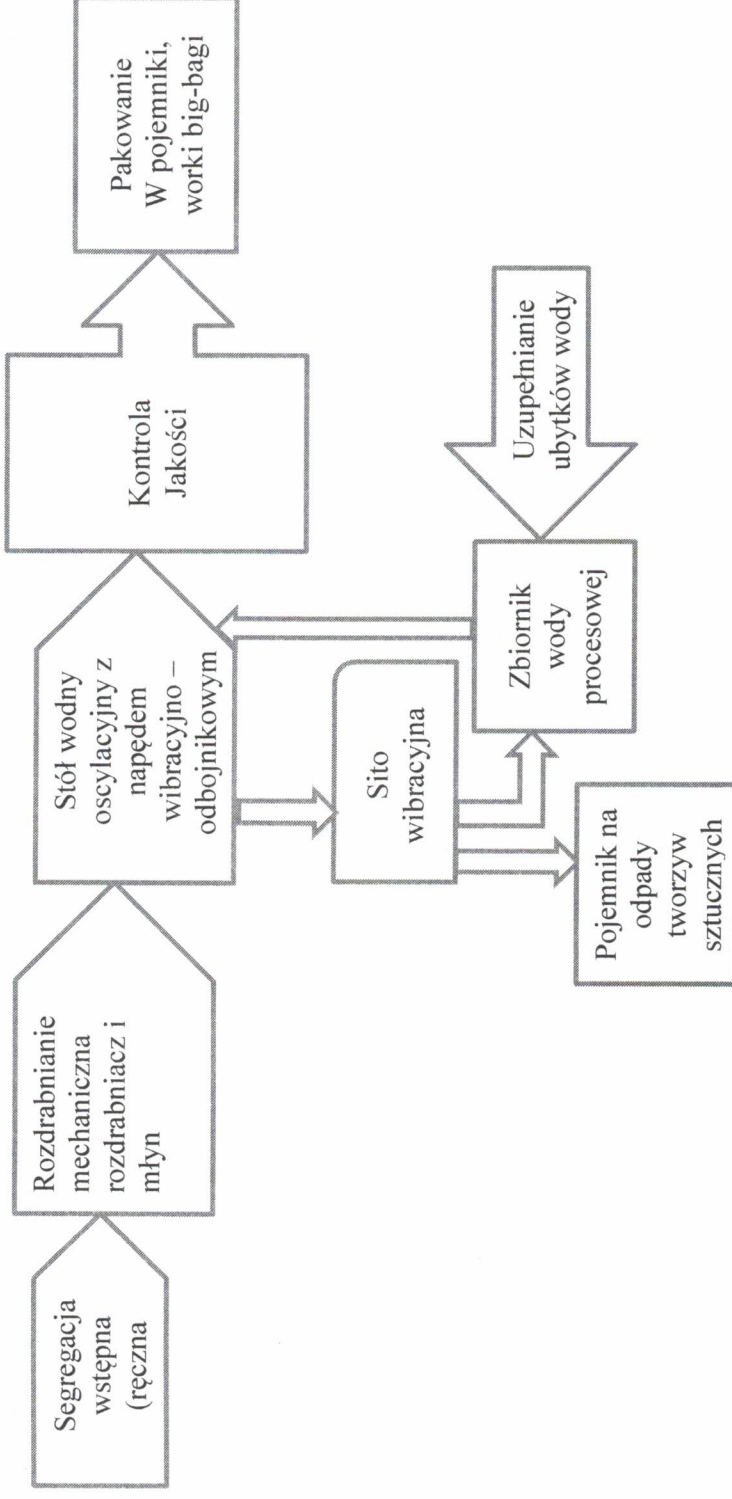 Segregacja
wstępna
(ręczna
Rozdrabnianie
mechaniczna
rozdrabniacz i
młyn
Stół wodny
oscylacyjny z
napędem
wibracyjno –
odbojnikowym
Kontrola
Jakości
Pakowanie
W pojemniki,
worki big-bagi
Sito
wibracyjna
Pojemnik na
odpady
tworzyw
sztucznych
Zbiornik
wody
procesowej
Uzupełnianie
ubytków wody